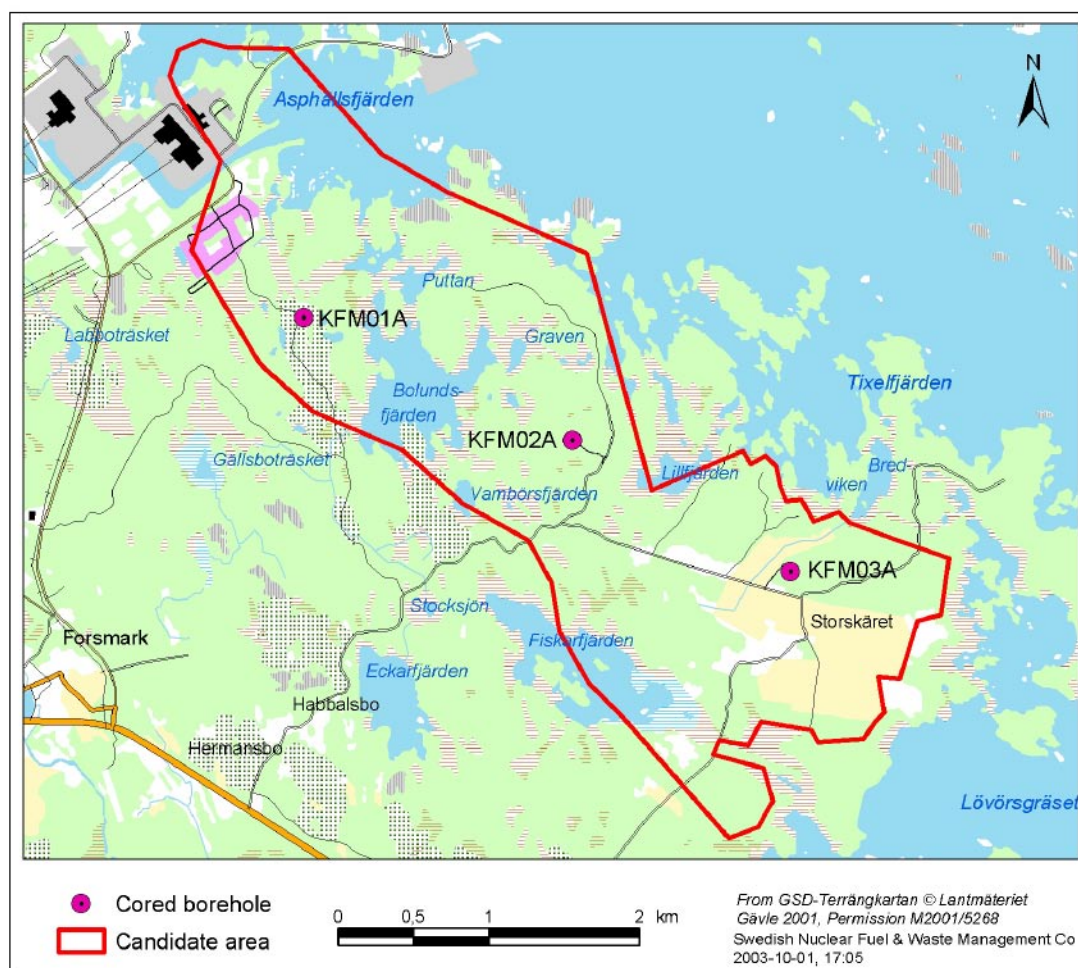 N
Asphällsfjärden
Puttan
KFM01A
Labboträsket
Graven
Tixelfjärden
Bolunds-
fjärden
KFM02A
Gällsboträsket
Lillfjärden
Bred-
viken
Vambörsfjärden
KFM03A
Stocksjön
Storskäret
Forsmark
Fiskarfjärden
Eckarfjärden
Habbalsbo
Hermansbo
Lövörsgräset
Cored borehole
Candidate area
0 0,5 1 2 km
From GSD-Terrängkartan © Lantmäteriet
Gävle 2001, Permission M2001/5268
Swedish Nuclear Fuel & Waste Management Co
2003-10-01, 17:05